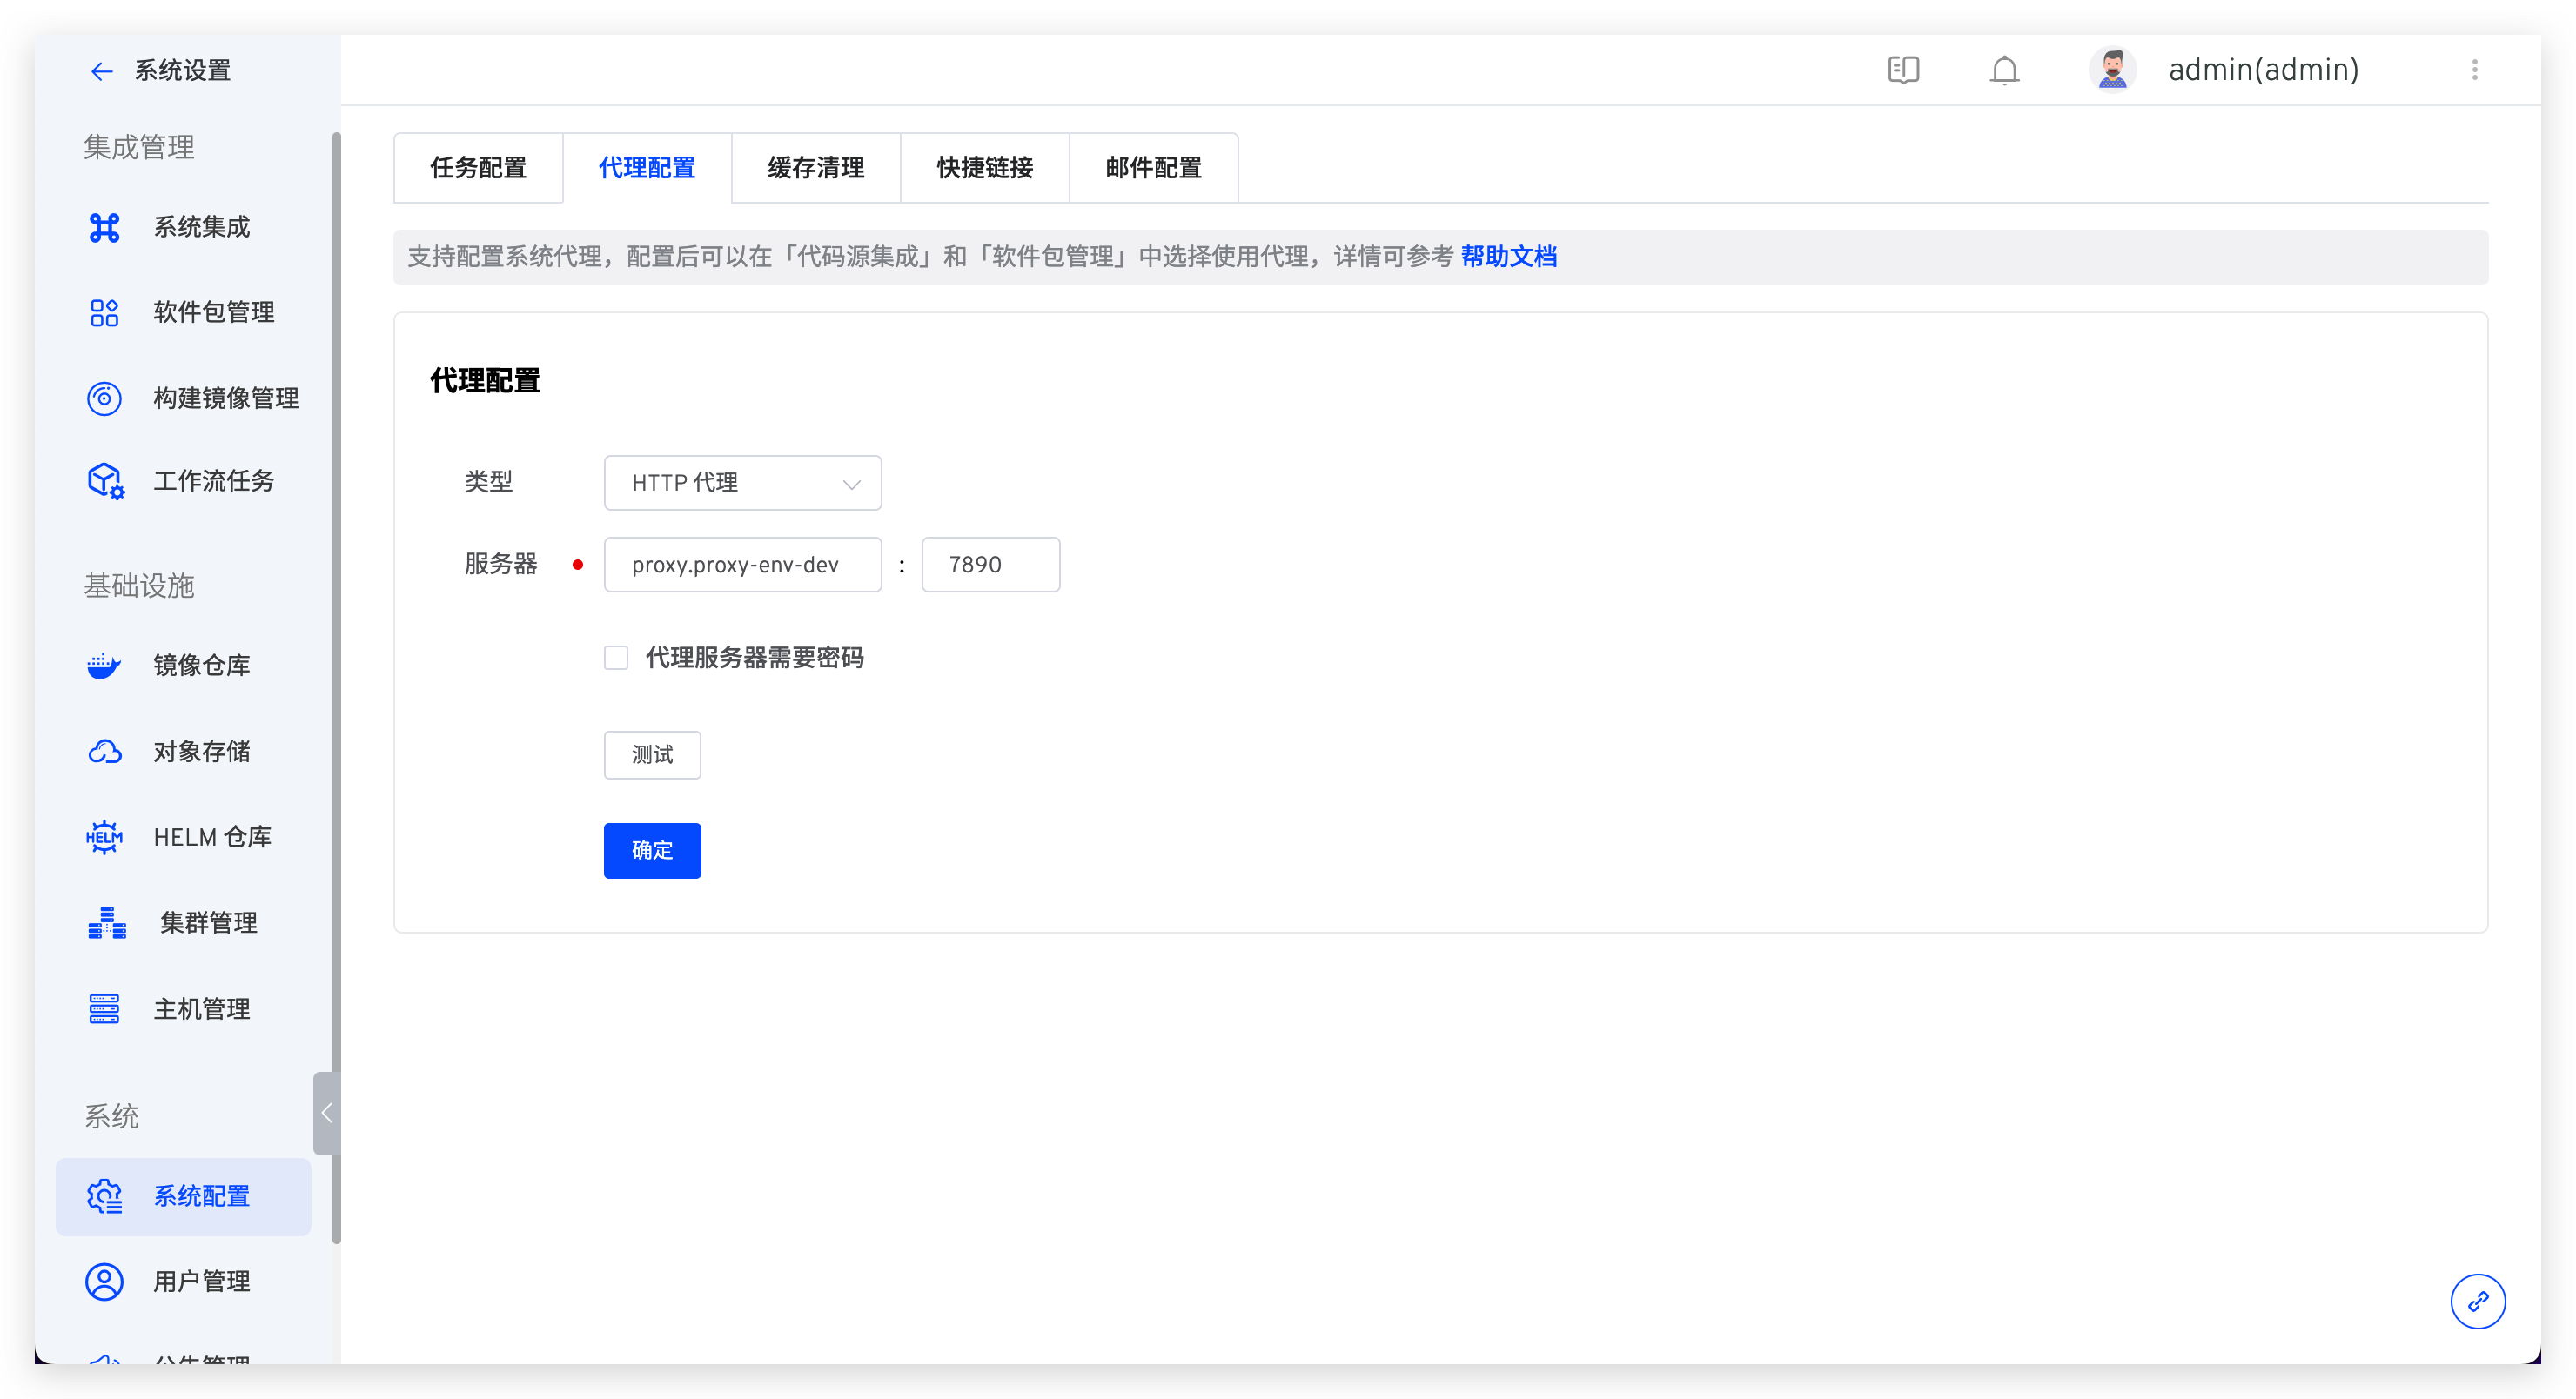 系统设置
admin(admin)
集成管理
系统集成
软件包管理
构建镜像管理
工作流任务
基础设施
镜像仓库
对象存储
HELM
HELM 仓库
集群管理
主机管理
系统
系统配置
用户管理
公告管理
任务配置
代理配置
缓存清理
快捷链接
邮件配置
支持配置系统代理，配置后可以在「代码源集成」和「软件包管理」中选择使用代理，详情可参考 帮助文档
代理配置
类型 HTTP 代理
服务器 proxy.proxy-env-dev : 7890
代理服务器需要密码
测试
确定